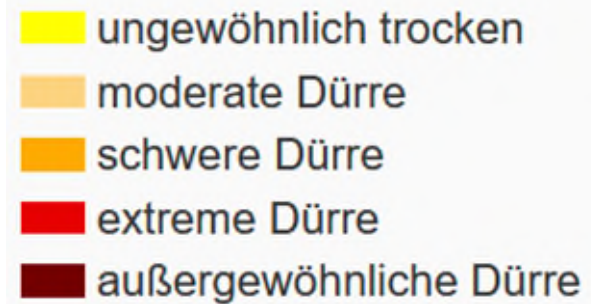 ungewöhnlich trocken
moderate Dürre
schwere Dürre
extreme Dürre
außergewöhnliche Dürre